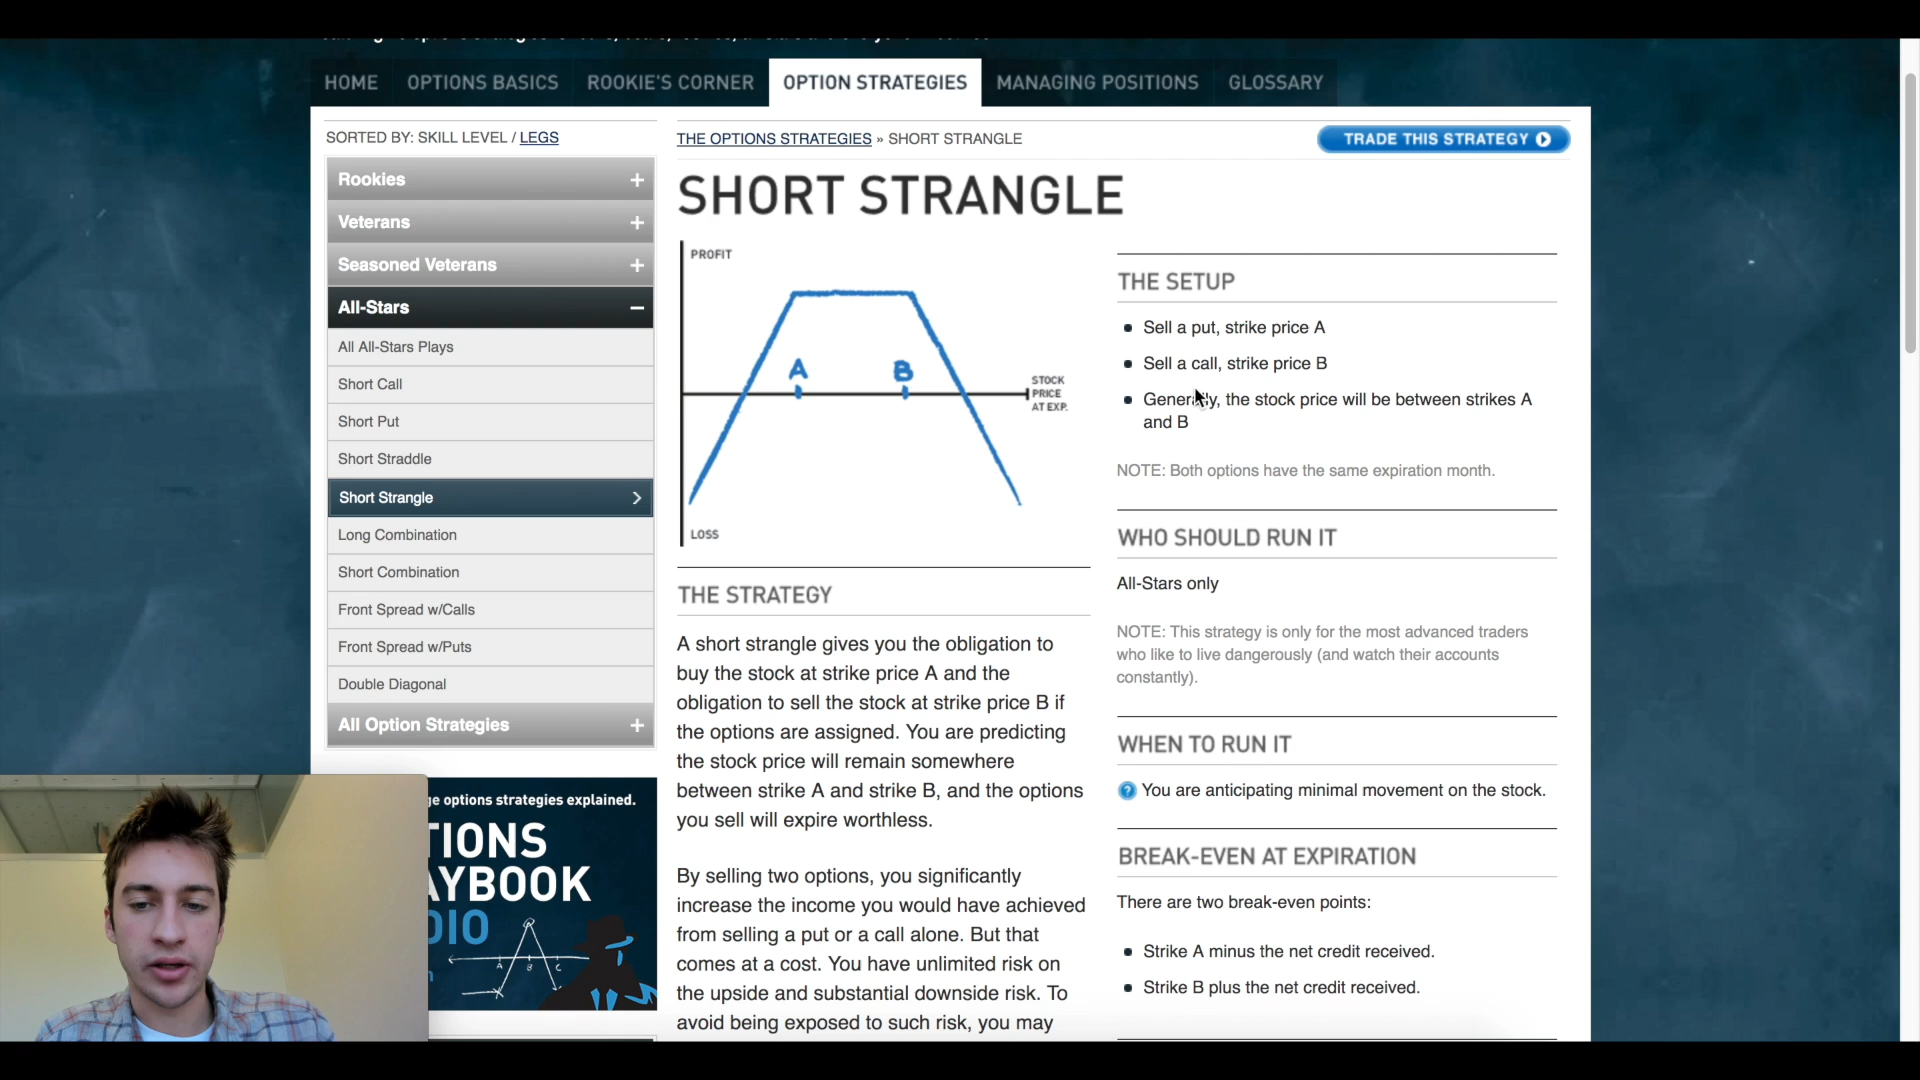 HOME OPTIONS BASICS ROOKIE'S CORNER OPTION STRATEGIES MANAGING POSITIONS GLOSSARY
SORTED BY: SKILL LEVEL / LEGS
Rookies
Veterans
Seasoned Veterans
All-Stars
All All-Stars Plays
Short Call
Short Put
Short Straddle
Short Strangle
Long Combination
Short Combination
Front Spread w/Calls
Front Spread w/Puts
Double Diagonal
All Option Strategies
ge options strategies explained.
TIONS
AYBOOK
DIO
A B C
THE OPTIONS STRATEGIES » SHORT STRANGLE
TRADE THIS STRATEGY
SHORT STRANGLE
PROFIT
A B
STOCK
PRICE
AT EXP.
LOSS
THE STRATEGY
A short strangle gives you the obligation to
buy the stock at strike price A and the
obligation to sell the stock at strike price B if
the options are assigned. You are predicting
the stock price will remain somewhere
between strike A and strike B, and the options
you sell will expire worthless.
By selling two options, you significantly
increase the income you would have achieved
from selling a put or a call alone. But that
comes at a cost. You have unlimited risk on
the upside and substantial downside risk. To
avoid being exposed to such risk, you may
THE SETUP
Sell a put, strike price A
Sell a call, strike price B
Generally, the stock price will be between strikes A
and B
NOTE: Both options have the same expiration month.
WHO SHOULD RUN IT
All-Stars only
NOTE: This strategy is only for the most advanced traders
who like to live dangerously (and watch their accounts
constantly).
WHEN TO RUN IT
You are anticipating minimal movement on the stock.
BREAK-EVEN AT EXPIRATION
There are two break-even points:
Strike A minus the net credit received.
Strike B plus the net credit received.